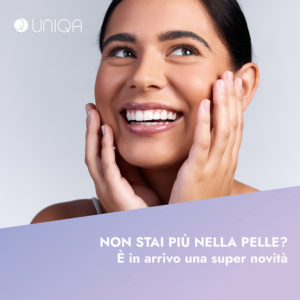 UNIQA
NON STAI PIÙ NELLA PELLE?
È in arrivo una super novità